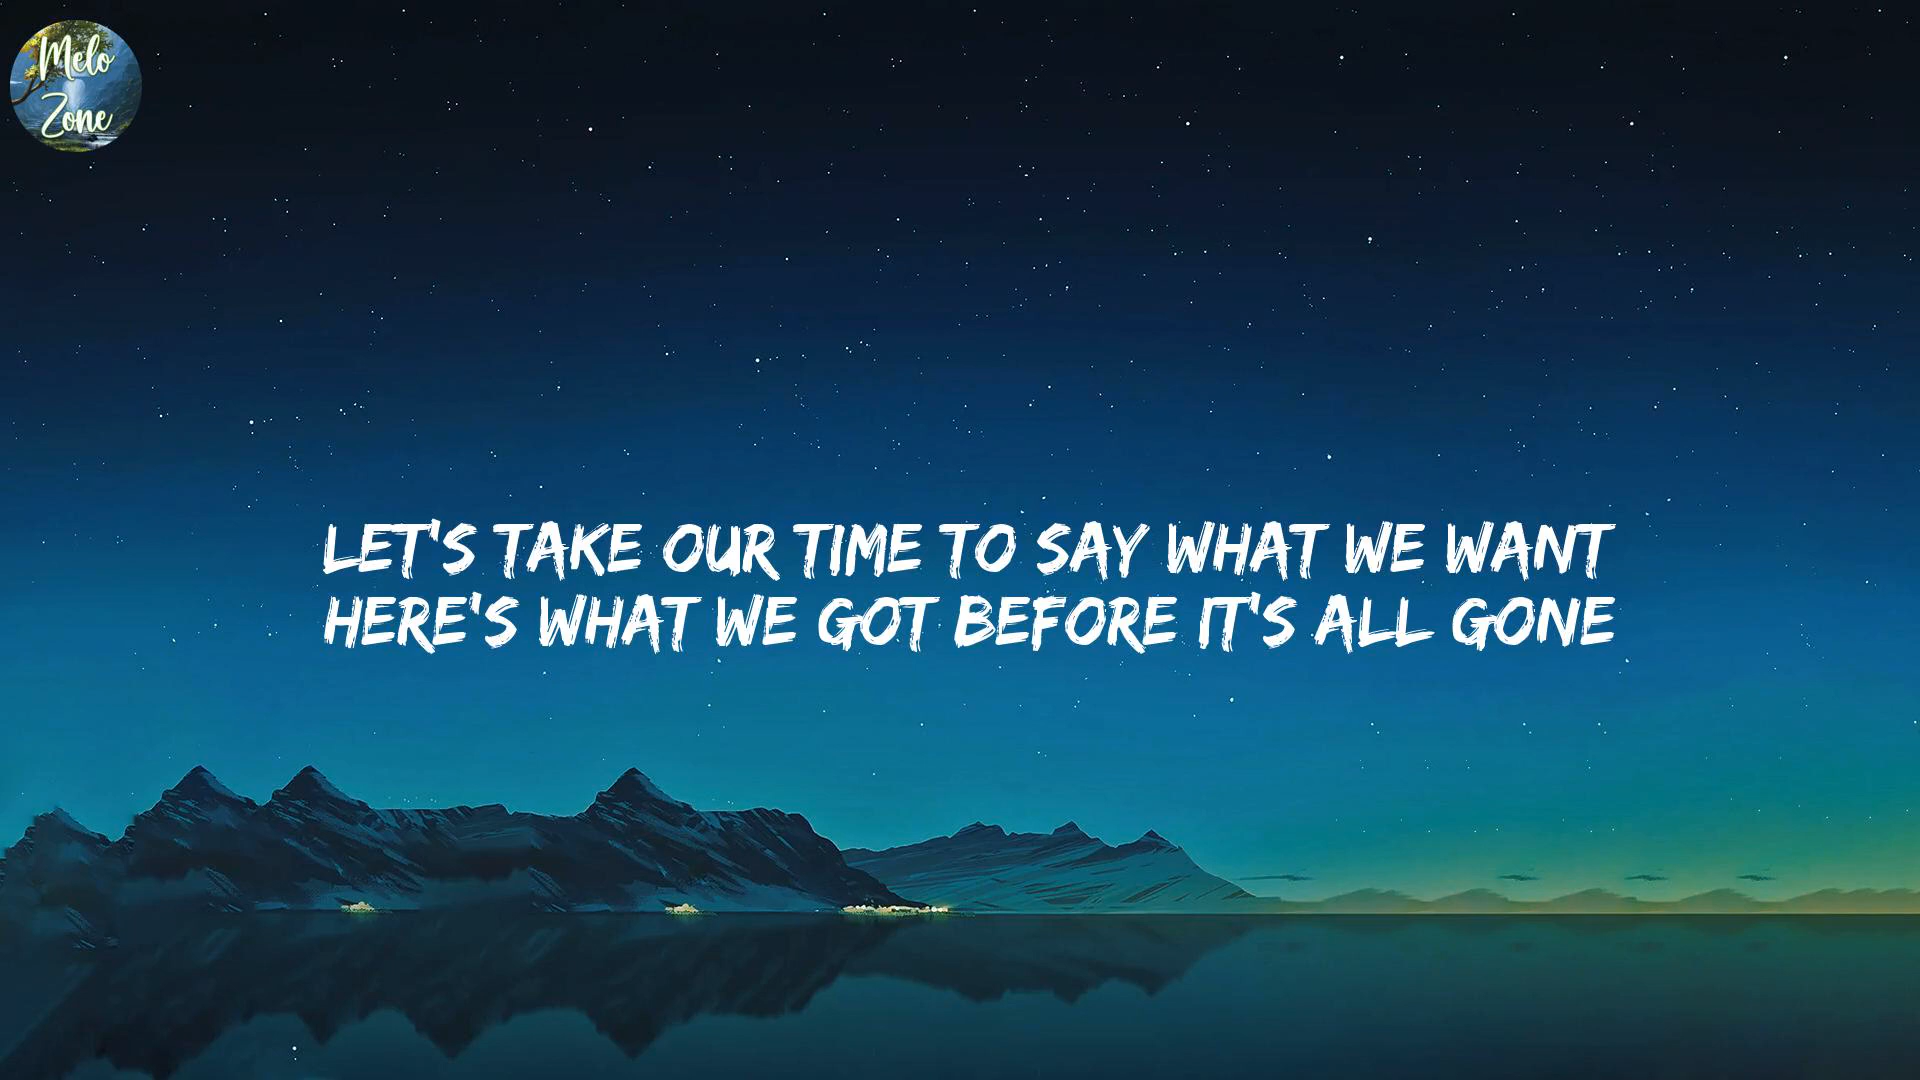 Melo
Zone
LET'S TAKE OUR TIME TO SAY WHAT WE WANT
HERE'S WHAT WE GOT BEFORE IT'S ALL GONE